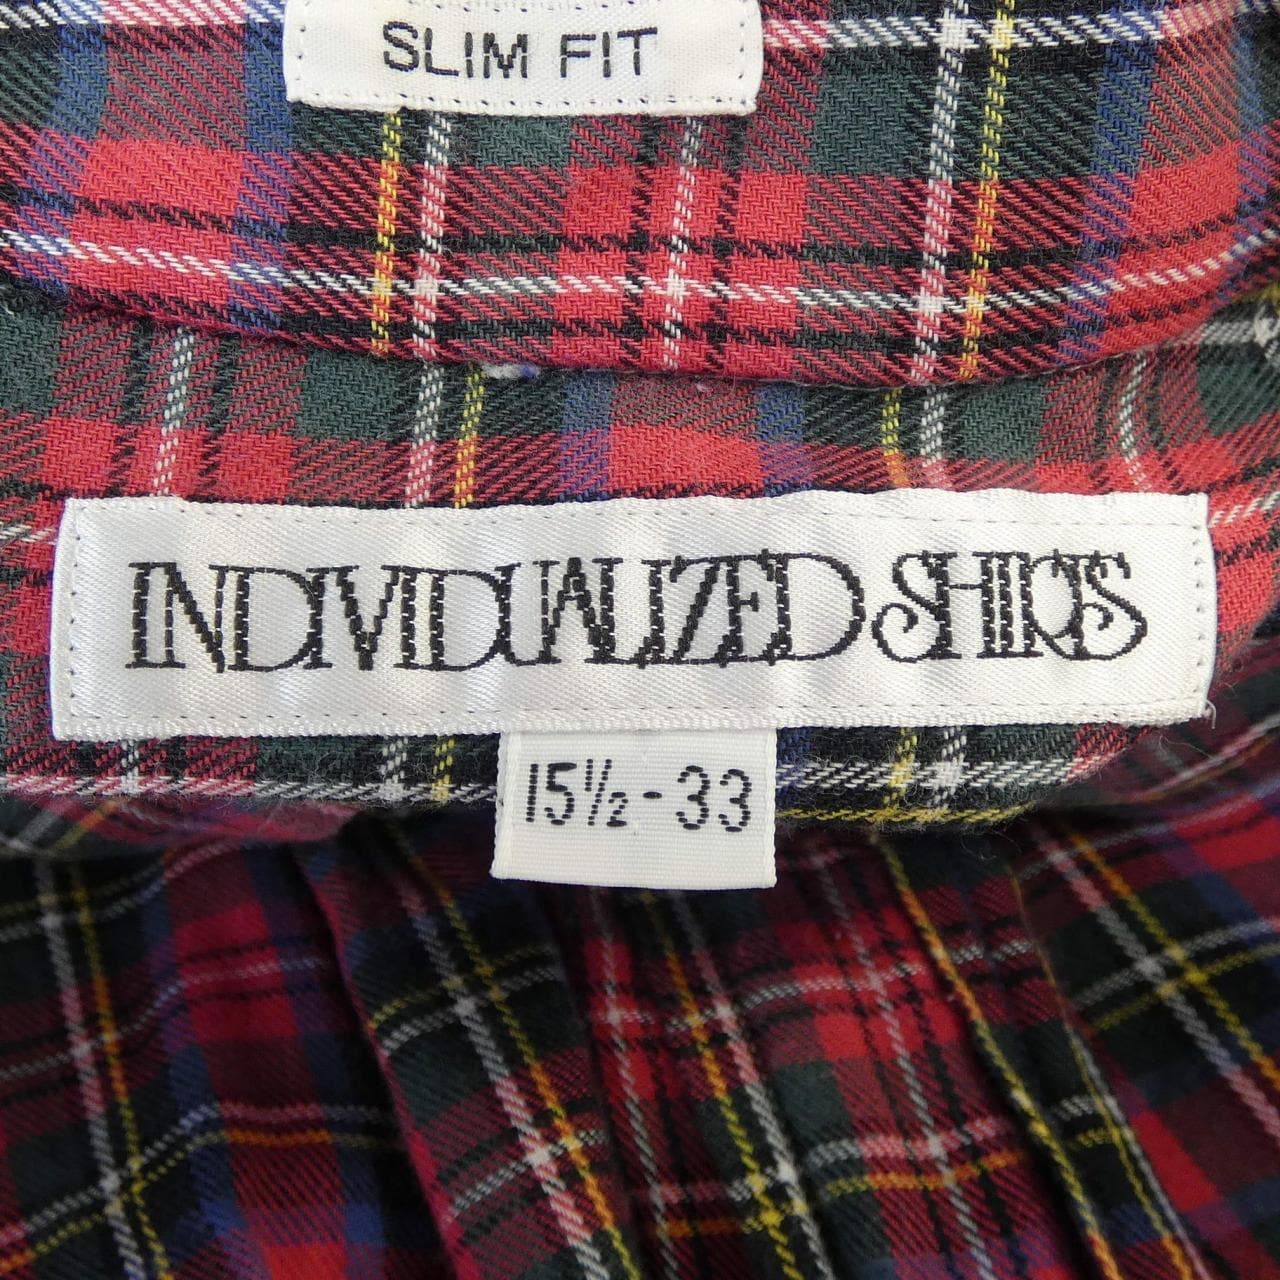 SLIM FIT
INDIVIDUALIZED SHIRTS
15½-33